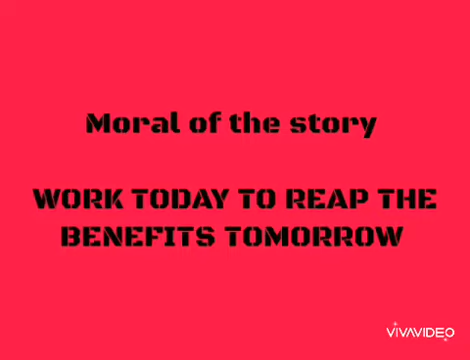 Moral of the story
WORK TODAY TO REAP THE
BENEFITS TOMORROW
VIVAVIDEO